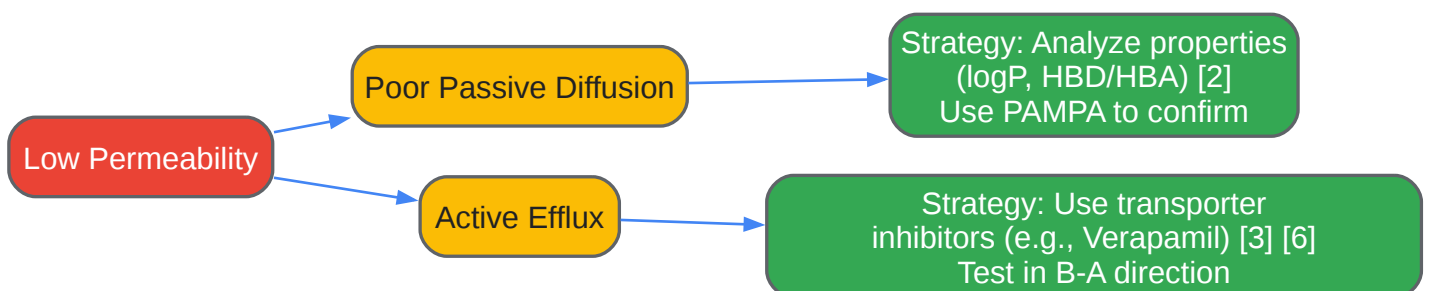 Low Permeability
Poor Passive Diffusion
Strategy: Analyze properties
(logP, HBD/HBA) [2]
Use PAMPA to confirm
Active Efflux
Strategy: Use transporter
inhibitors (e.g., Verapamil) [3] [6]
Test in B-A direction